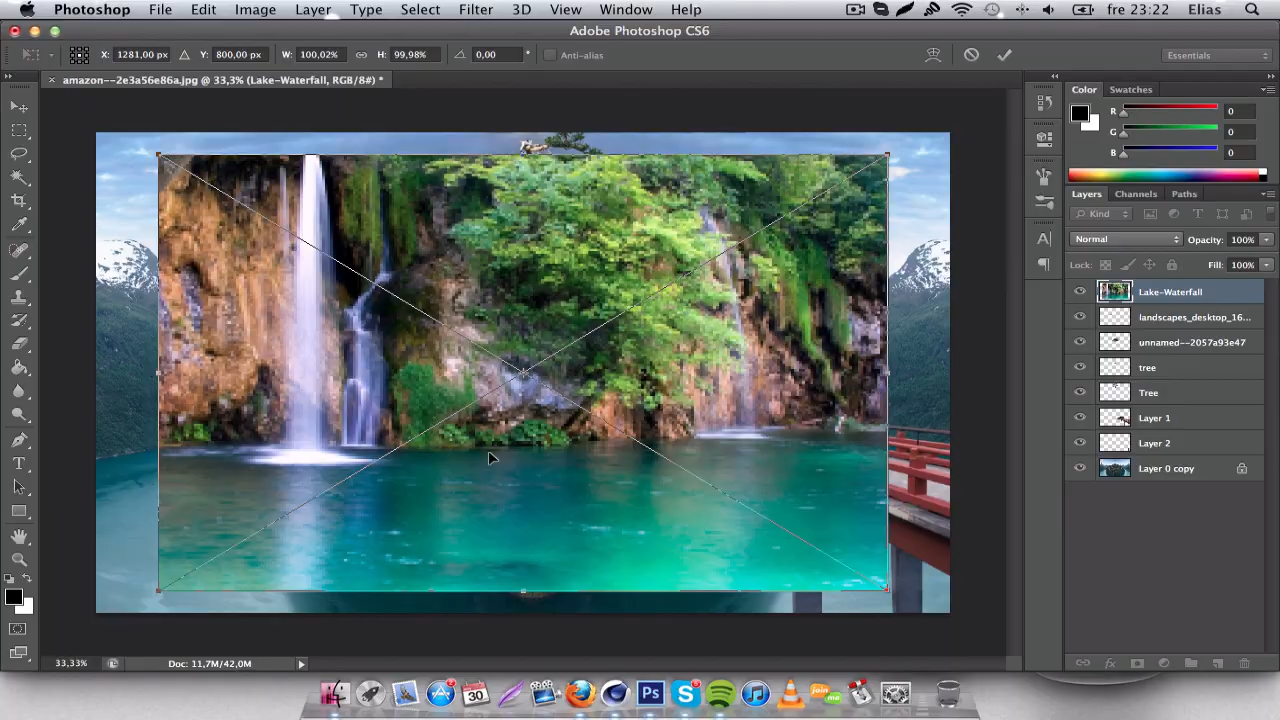 Photoshop File Edit Image Layer Type Select Filter 3D View Window Help fre 23:22 Elias
Adobe Photoshop CS6
X: 1281,00 px Y: 800,00 px W: 100,02% H: 99,98% 0,00 ° Anti-alias Essentials
× amazon--2e3a56e86a.jpg @ 33,3% (Lake-Waterfall, RGB/8#) *
Color Swatches
R 0
G 0
B 0
Layers Channels Paths
Kind
Normal Opacity: 100%
Lock: Fill: 100%
Lake-Waterfall
landscapes_desktop_16...
unnamed--2057a93e47
tree
Tree
Layer 1
Layer 2
Layer 0 copy
33,33% Doc: 11,7M/42,0M
30
Ps
join.me